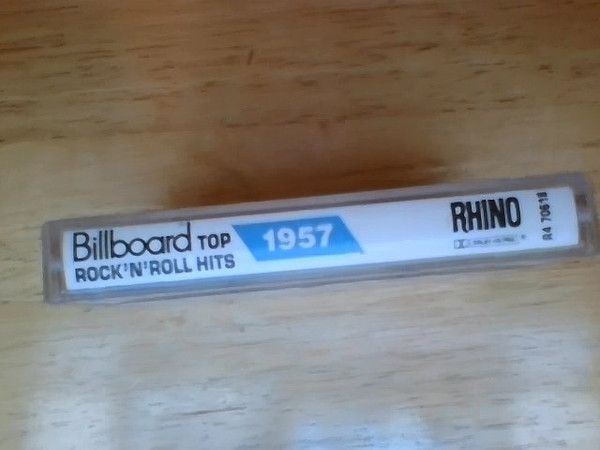 Billboard TOP
ROCK'N'ROLL HITS
1957
RHINO
R4 70618